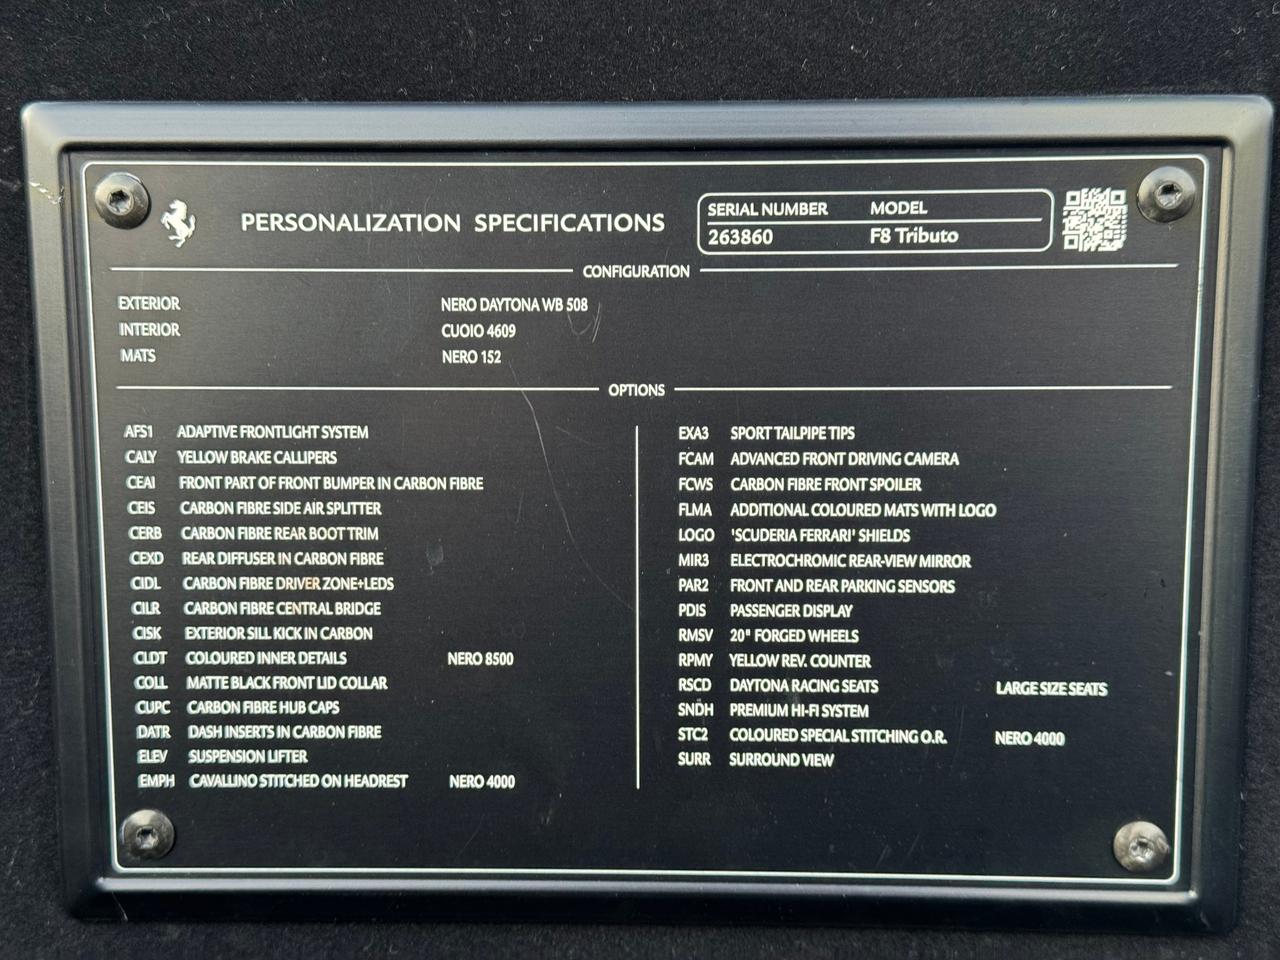 PERSONALIZATION SPECIFICATIONS
SERIAL NUMBER MODEL
263860 F8 Tributo
CONFIGURATION
EXTERIOR NERO DAYTONA WB 508
INTERIOR CUOIO 4609
MATS NERO 152
OPTIONS
AFS1 ADAPTIVE FRONTLIGHT SYSTEM
CALY YELLOW BRAKE CALLIPERS
CEAI FRONT PART OF FRONT BUMPER IN CARBON FIBRE
CEIS CARBON FIBRE SIDE AIR SPLITTER
CERB CARBON FIBRE REAR BOOT TRIM
CEXD REAR DIFFUSER IN CARBON FIBRE
CIDL CARBON FIBRE DRIVER ZONE+LEDS
CILR CARBON FIBRE CENTRAL BRIDGE
CISK EXTERIOR SILL KICK IN CARBON
CLDT COLOURED INNER DETAILS NERO 8500
COLL MATTE BLACK FRONT LID COLLAR
CUPC CARBON FIBRE HUB CAPS
DATR DASH INSERTS IN CARBON FIBRE
ELEV SUSPENSION LIFTER
EMPH CAVALLINO STITCHED ON HEADREST NERO 4000
EXA3 SPORT TAILPIPE TIPS
FCAM ADVANCED FRONT DRIVING CAMERA
FCWS CARBON FIBRE FRONT SPOILER
FLMA ADDITIONAL COLOURED MATS WITH LOGO
LOGO 'SCUDERIA FERRARI' SHIELDS
MIR3 ELECTROCHROMIC REAR-VIEW MIRROR
PAR2 FRONT AND REAR PARKING SENSORS
PDIS PASSENGER DISPLAY
RMSV 20" FORGED WHEELS
RPMY YELLOW REV. COUNTER
RSCD DAYTONA RACING SEATS LARGE SIZE SEATS
SNDH PREMIUM HI-FI SYSTEM
STC2 COLOURED SPECIAL STITCHING O.R. NERO 4000
SURR SURROUND VIEW